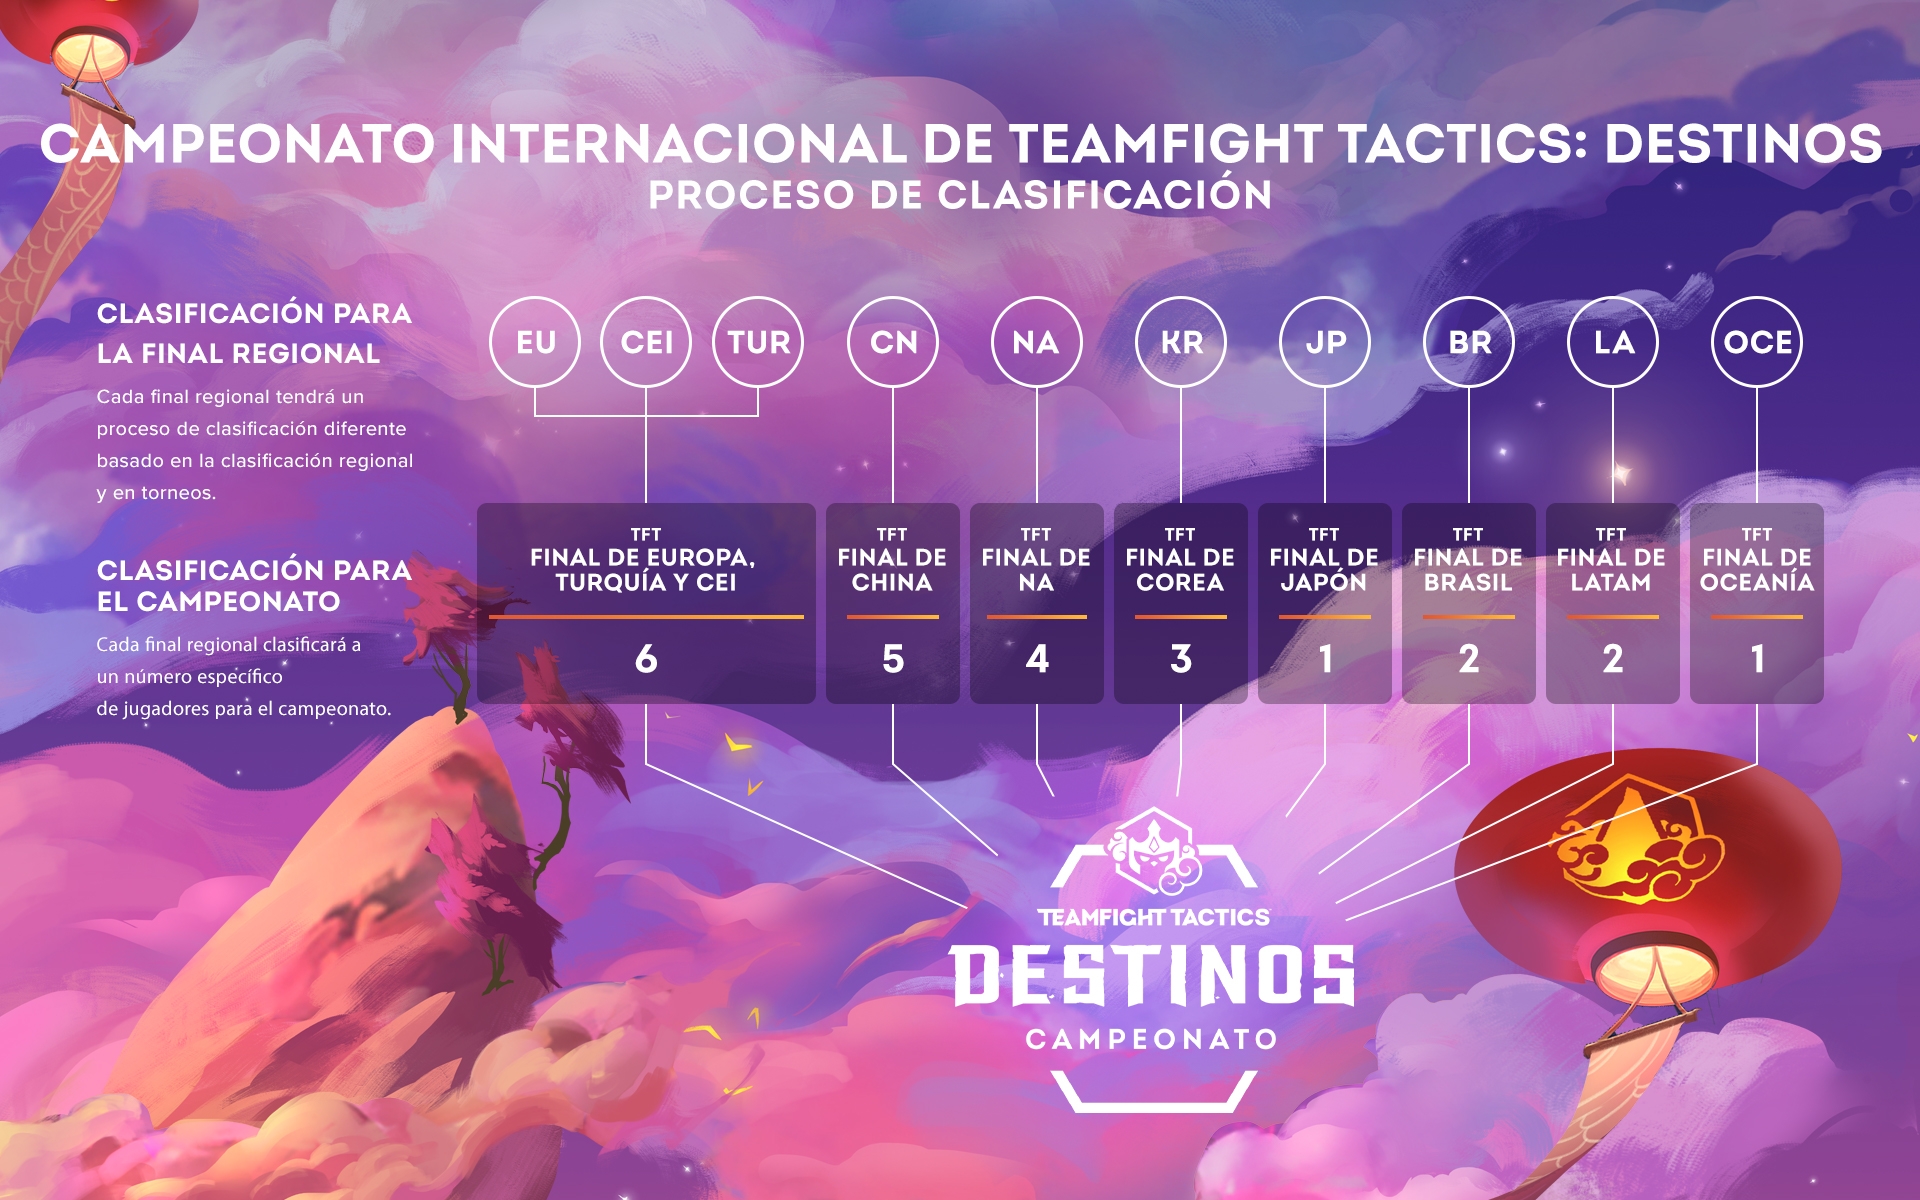 CAMPEONATO INTERNACIONAL DE TEAMFIGHT TACTICS: DESTINOS
PROCESO DE CLASIFICACIÓN
CLASIFICACIÓN PARA
LA FINAL REGIONAL
Cada final regional tendrá un
proceso de clasificación diferente
basado en la clasificación regional
y en torneos.
EU
CEI
TUR
CN
NA
KR
JP
BR
LA
OCE
CLASIFICACIÓN PARA
EL CAMPEONATO
Cada final regional clasificará a
un número específico
de jugadores para el campeonato.
TFT
FINAL DE EUROPA,
TURQUÍA Y CEI
6
TFT
FINAL DE
CHINA
5
TFT
FINAL DE
NA
4
TFT
FINAL DE
COREA
3
TFT
FINAL DE
JAPÓN
1
TFT
FINAL DE
BRASIL
2
TFT
FINAL DE
LATAM
2
TFT
FINAL DE
OCEANÍA
1
TEAMFIGHT TACTICS
DESTINOS
CAMPEONATO